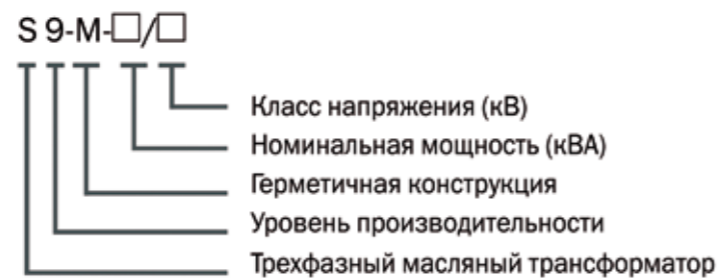 S 9-M-□/□
Класс напряжения (кВ)
Номинальная мощность (кВА)
Герметичная конструкция
Уровень производительности
Трехфазный масляный трансформатор